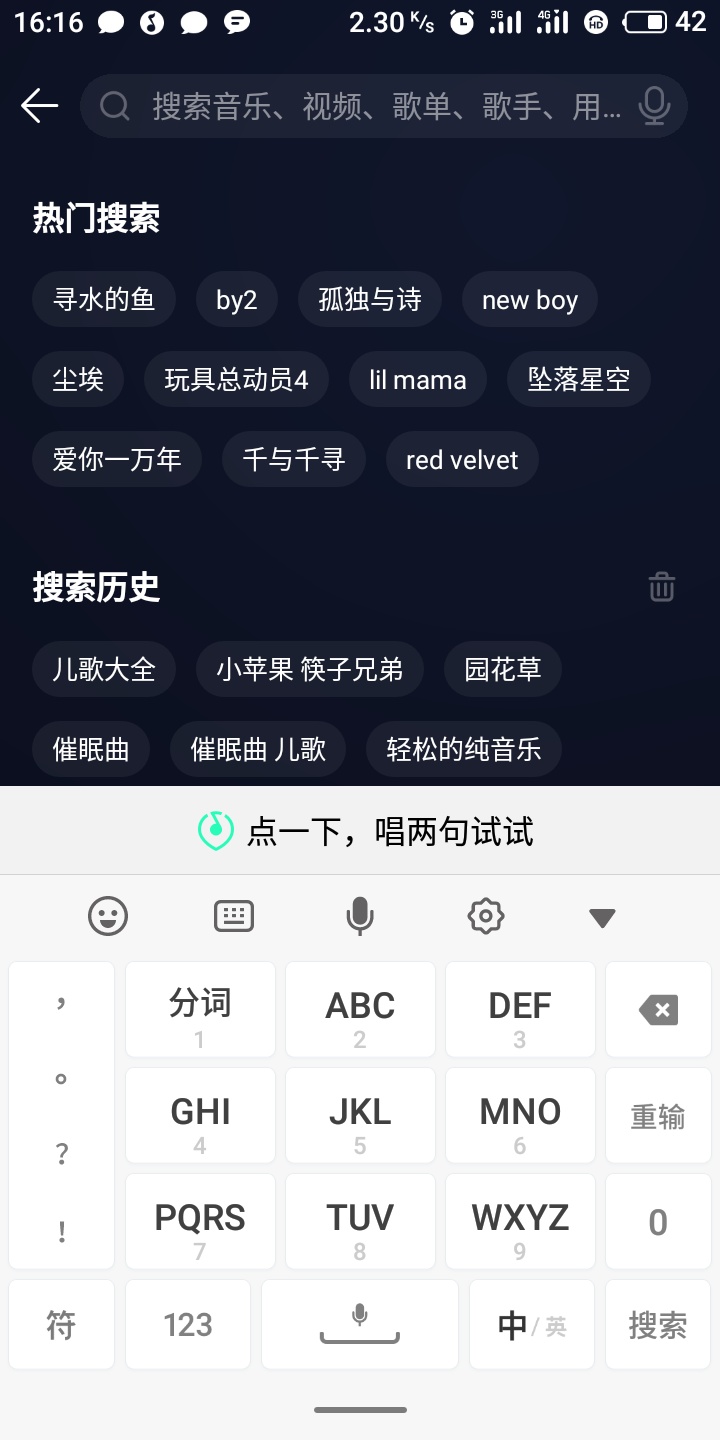 16:16 2.30 K/s 3G 4G HD 42
搜索音乐、视频、歌单、歌手、用...
热门搜索
寻水的鱼 by2 孤独与诗 new boy
尘埃 玩具总动员4 lil mama 坠落星空
爱你一万年 千与千寻 red velvet
搜索历史
儿歌大全 小苹果 筷子兄弟 园花草
催眠曲 催眠曲 儿歌 轻松的纯音乐
点一下，唱两句试试
， 分词 ABC DEF
1 2 3
。
GHI JKL MNO 重输
4 5 6
？
PQRS TUV WXYZ 0
！ 7 8 9
符 123 中/英 搜索